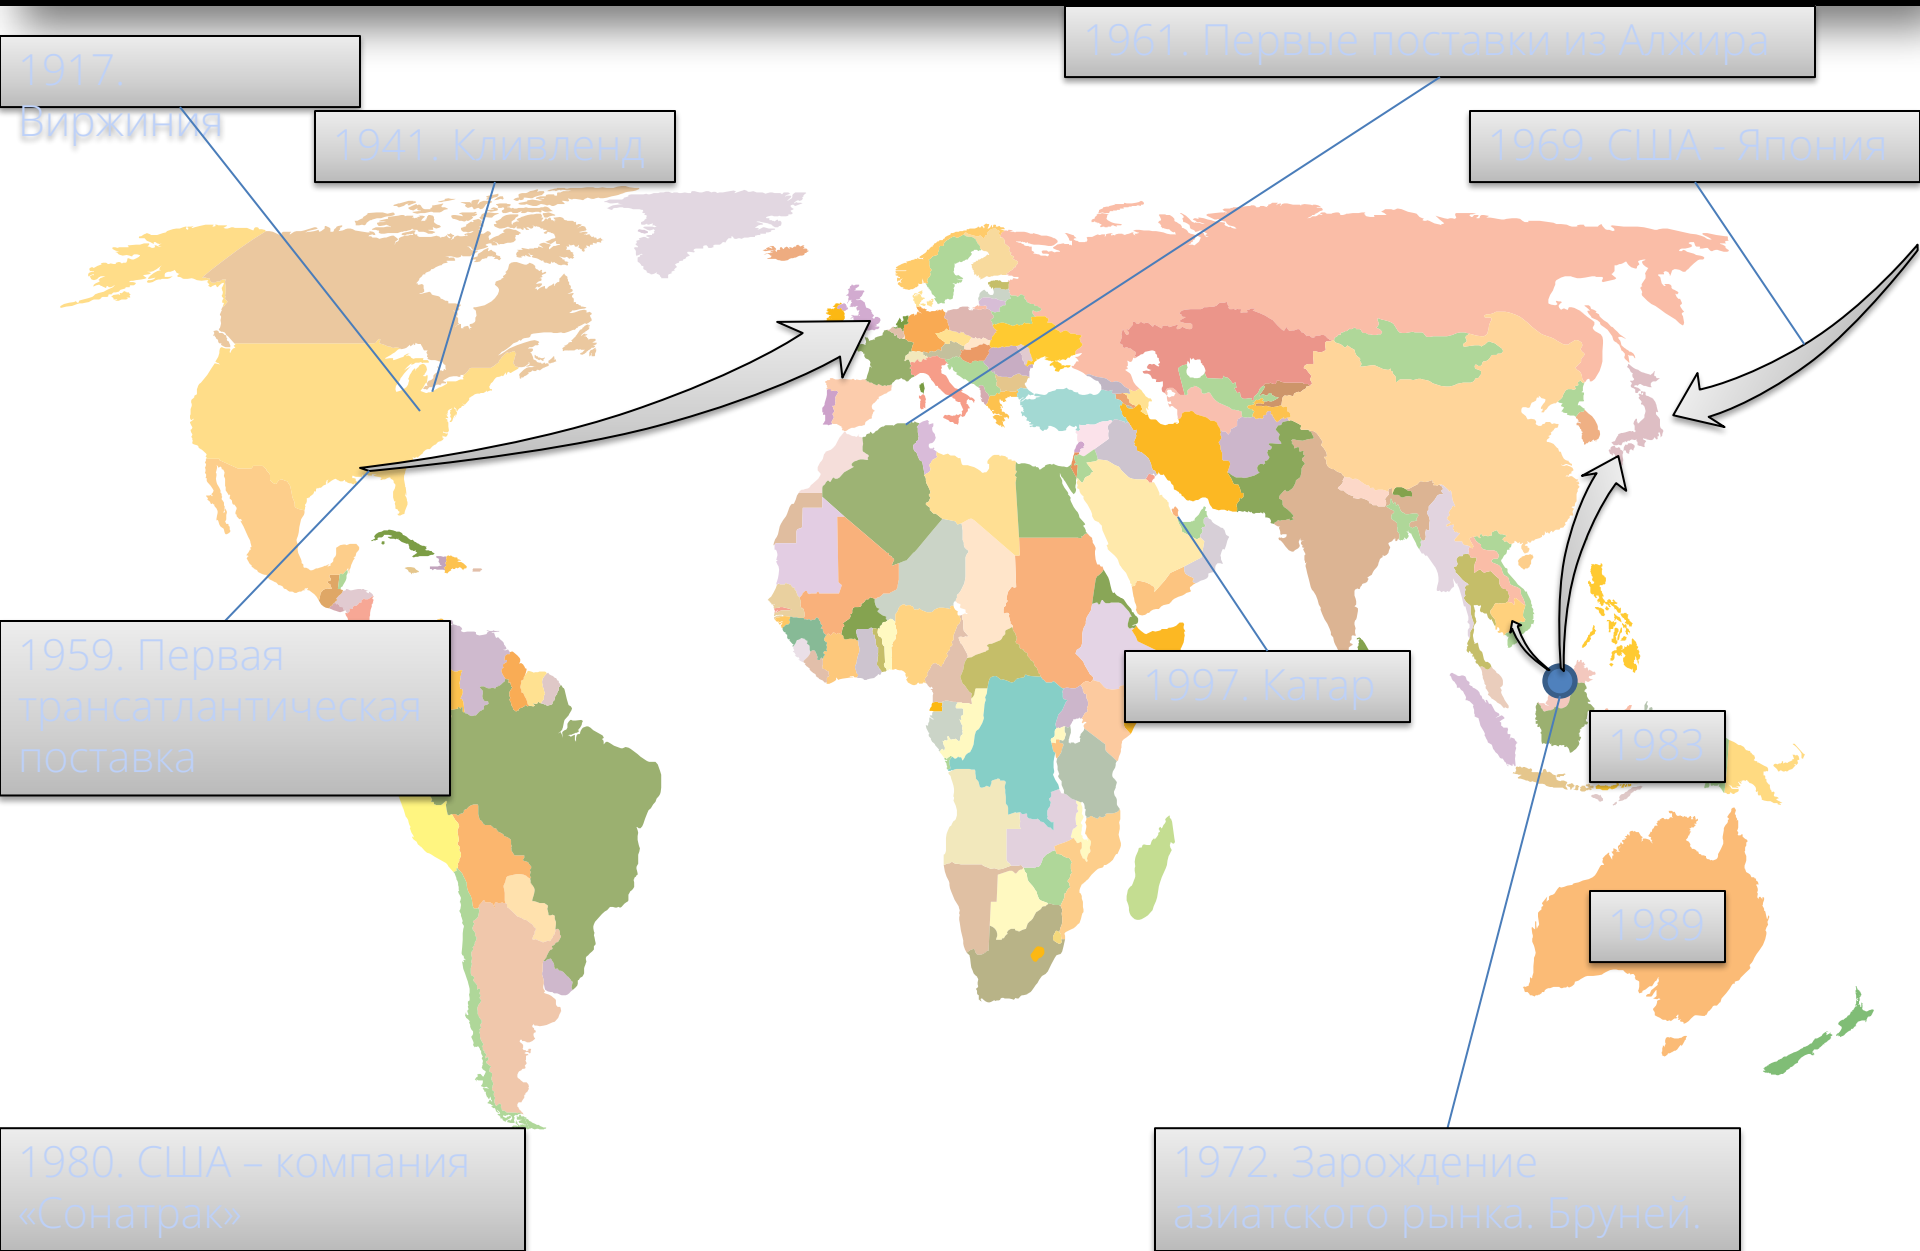 1917.
Виржиния
1941. Кливленд
1961. Первые поставки из Алжира
1969. США - Япония
1959. Первая
трансатлантическая
поставка
1997. Катар
1983
1989
1980. США – компания
«Сонатрак»
1972. Зарождение
азиатского рынка. Бруней.